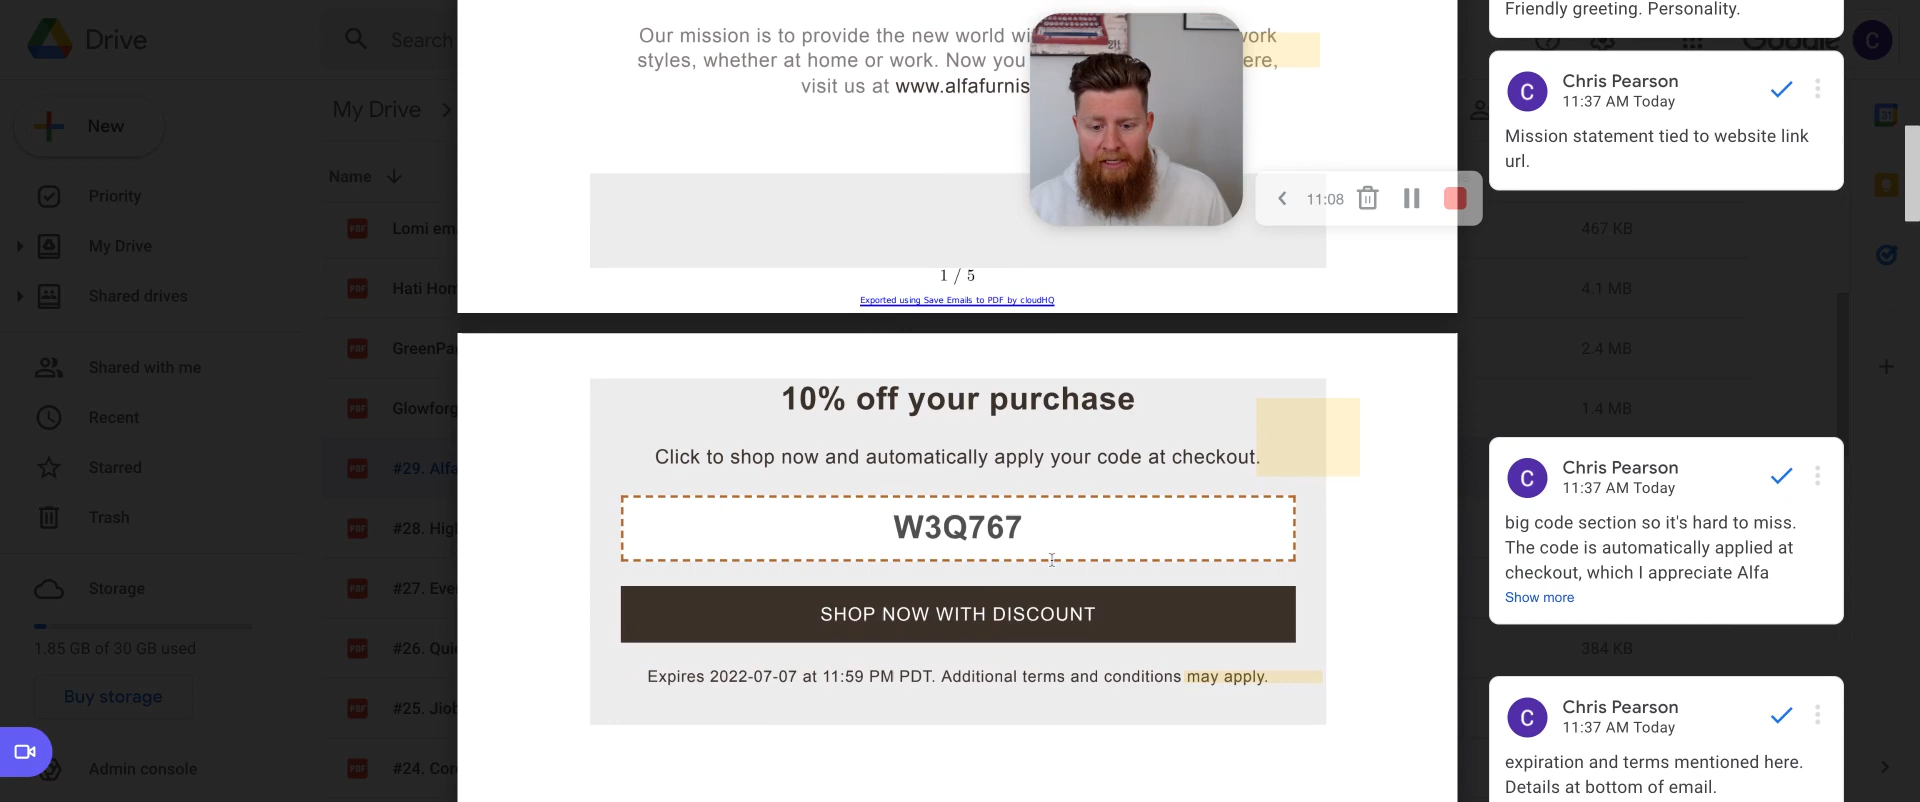 Drive
Search
New
My Drive
Name
Priority
My Drive
Shared drives
Shared with me
Recent
Starred
Trash
Storage
1.85 GB of 30 GB used
Buy storage
Admin console
Lomi em
Hati Hom
GreenPa
Glowforg
#29. Alfa
#28. High
#27. Eve
#26. Qui
#25. Jiob
#24. Cor
Our mission is to provide the new world wi
work
styles, whether at home or work. Now you
ere,
visit us at www.alfafurnis
11:08
1 / 5
Exported using Save Emails to PDF by cloudHQ
10% off your purchase
Click to shop now and automatically apply your code at checkout.
W3Q767
SHOP NOW WITH DISCOUNT
Expires 2022-07-07 at 11:59 PM PDT. Additional terms and conditions may apply.
Friendly greeting. Personality.
Google
C
C
Chris Pearson
11:37 AM Today
Mission statement tied to website link
url.
467 KB
4.1 MB
2.4 MB
1.4 MB
C
Chris Pearson
11:37 AM Today
big code section so it's hard to miss.
The code is automatically applied at
checkout, which I appreciate Alfa
Show more
384 KB
C
Chris Pearson
11:37 AM Today
expiration and terms mentioned here.
Details at bottom of email.